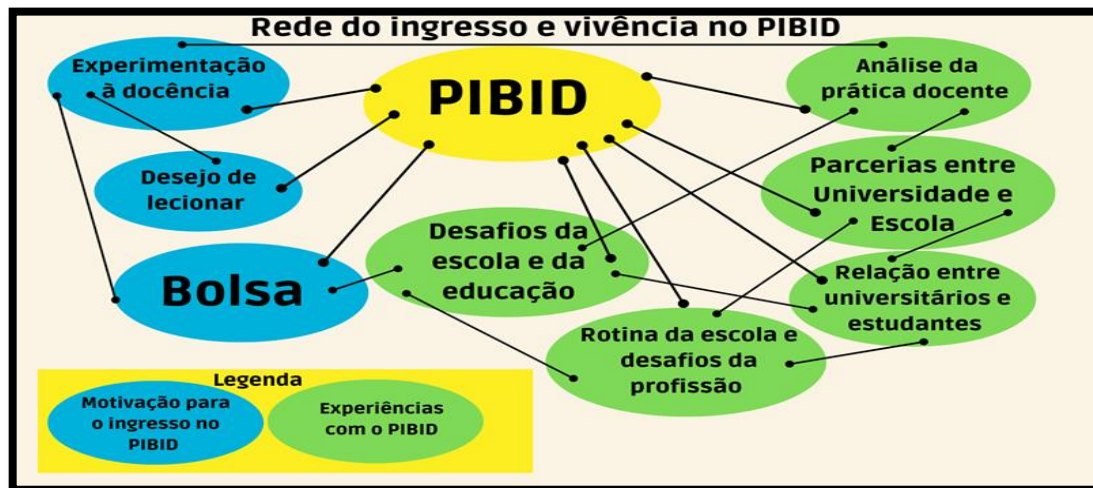 Rede do ingresso e vivência no PIBID
Experimentação
à docência
PIBID
Análise da
prática docente
Desejo de
lecionar
Parcerias entre
Universidade e
Escola
Bolsa
Desafios da
escola e da
educação
Relação entre
universitários e
estudantes
Rotina da escola e
desafios da
profissão
Legenda
Motivação para
o ingresso no
PIBID
Experiências
com o PIBID